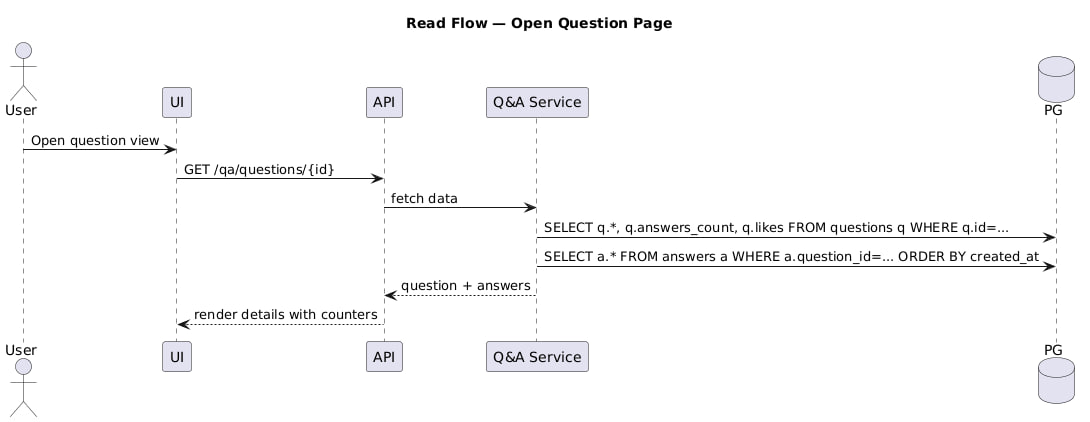 Read Flow — Open Question Page
User
UI
API
Q&A Service
PG
Open question view
GET /qa/questions/{id}
fetch data
SELECT q.*, q.answers_count, q.likes FROM questions q WHERE q.id=...
SELECT a.* FROM answers a WHERE a.question_id=... ORDER BY created_at
question + answers
render details with counters
User
UI
API
Q&A Service
PG